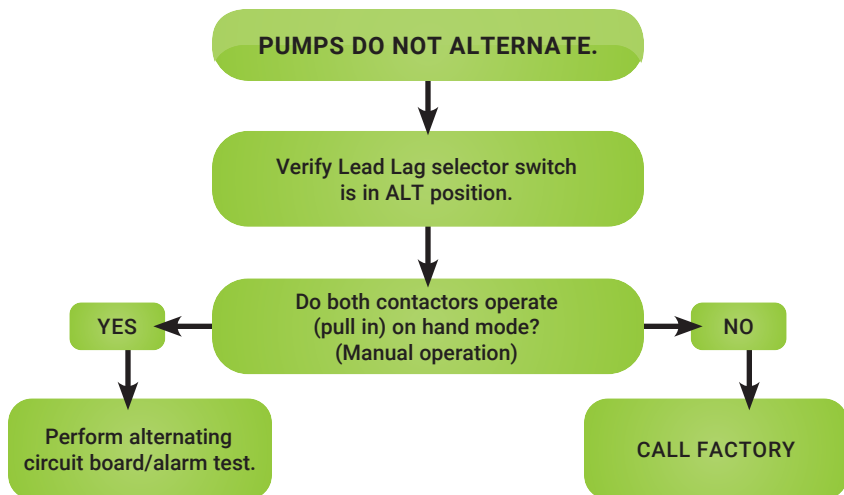 PUMPS DO NOT ALTERNATE.
Verify Lead Lag selector switch
is in ALT position.
Do both contactors operate
(pull in) on hand mode?
(Manual operation)
YES
NO
Perform alternating
circuit board/alarm test.
CALL FACTORY